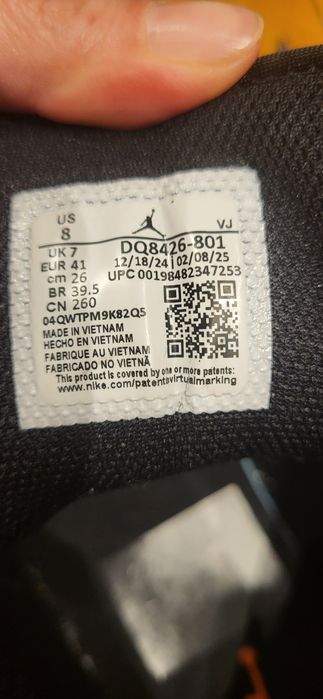 US
8
VJ
UK 7
EUR 41
cm 26
BR 39.5
CN 260
DQ8426-801
12/18/24 | 02/08/25
UPC 00198482347253
04QWTPM9K82Q5
MADE IN VIETNAM
HECHO EN VIETNAM
FABRIQUE AU VIETNAM
FABRICADO NO VIETNÃ
This product is covered by one or more patents:
www.nike.com/patentsvirtualmarking